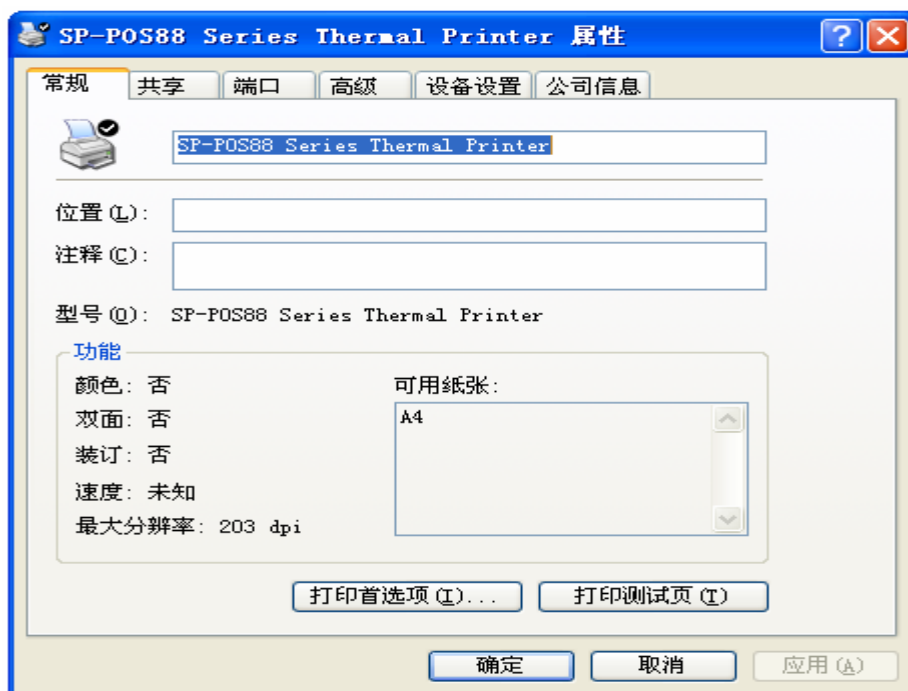 SP-POS88 Series Thermal Printer 属性
常规 共享 端口 高级 设备设置 公司信息
SP-POS88 Series Thermal Printer
位置(L):
注释(C):
型号(O): SP-POS88 Series Thermal Printer
功能
颜色: 否 可用纸张:
双面: 否 A4
装订: 否
速度: 未知
最大分辨率: 203 dpi
打印首选项(I)... 打印测试页(T)
确定 取消 应用(A)